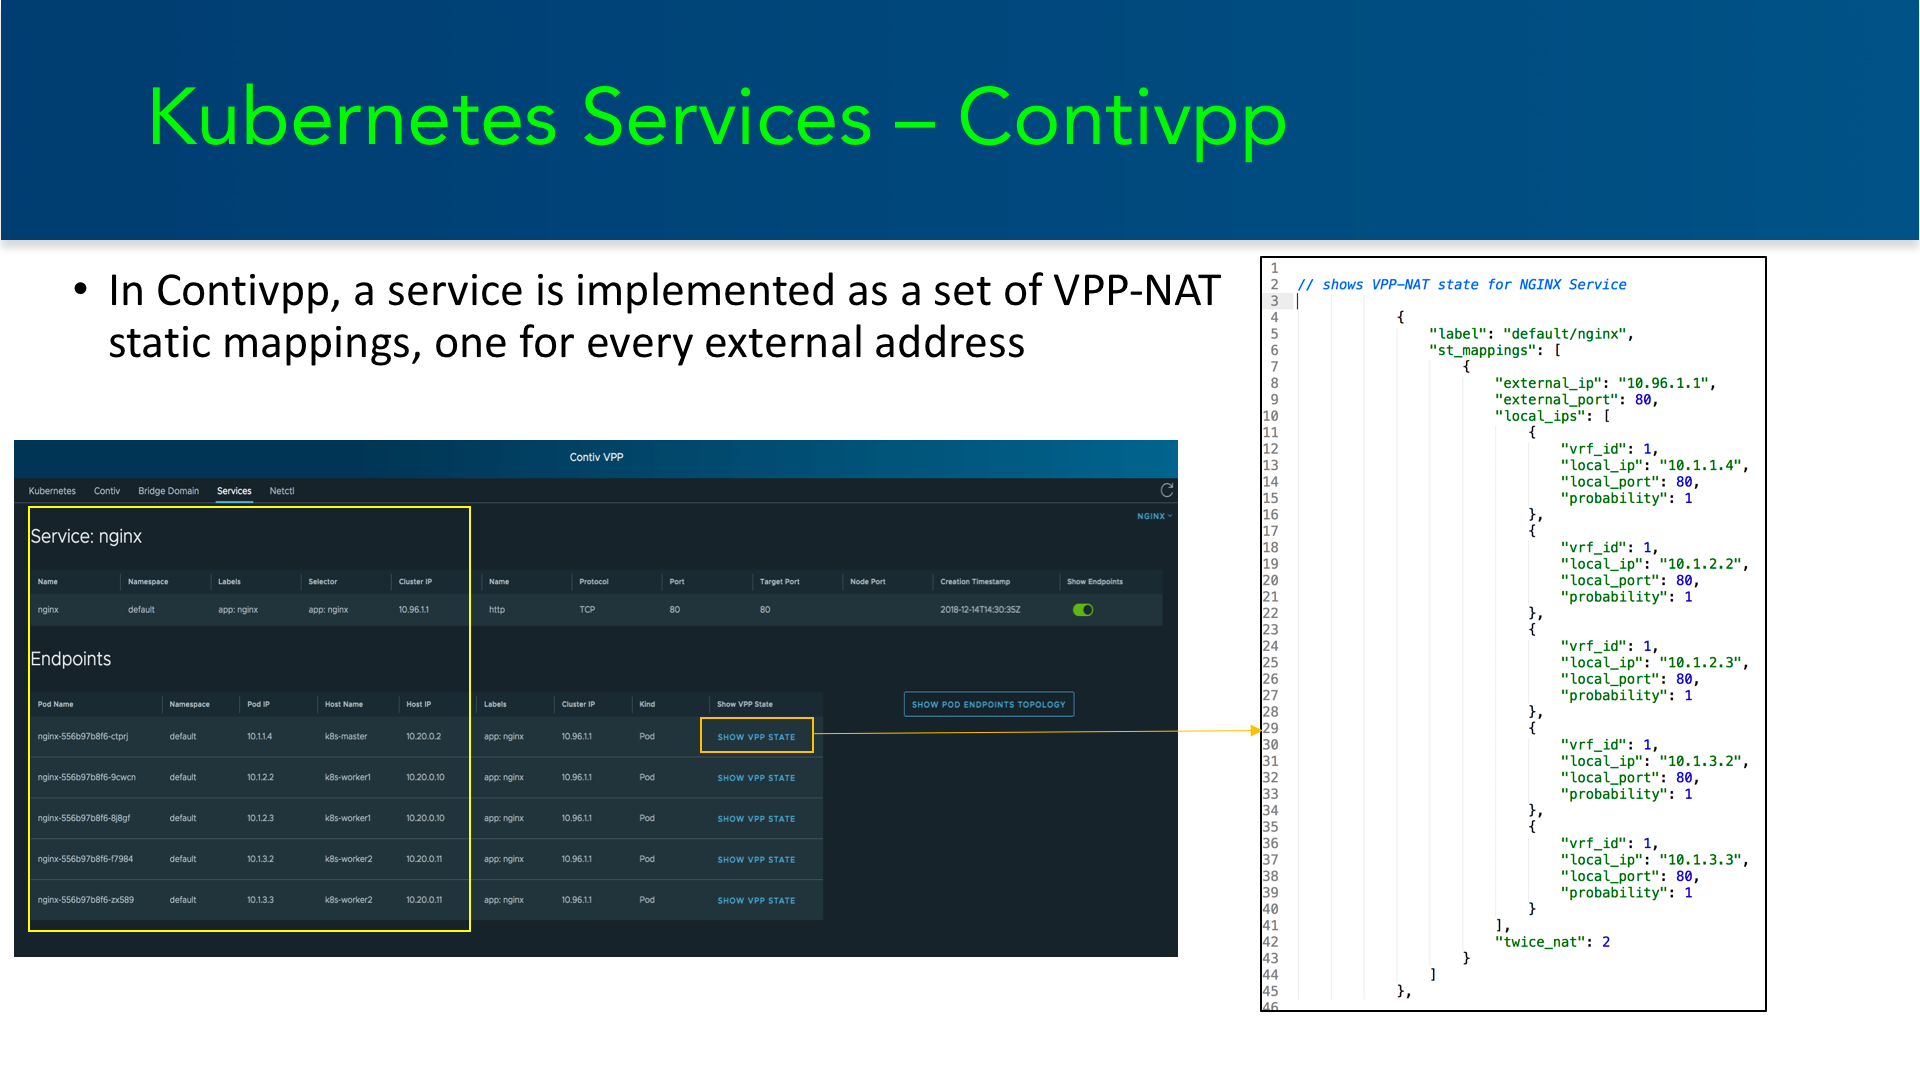 Kubernetes Services – Contivpp
• In Contivpp, a service is implemented as a set of VPP-NAT
static mappings, one for every external address
Contiv VPP
Kubernetes Contiv Bridge Domain Services Netctl
NGINX
Service: nginx
Name Namespace Labels Selector Cluster IP Name Protocol Port Target Port Node Port Creation Timestamp Show Endpoints
nginx default app: nginx app: nginx 10.96.1.1 http TCP 80 80 2018-12-14T14:30:35Z
Endpoints
Pod Name Namespace Pod IP Host Name Host IP Labels Cluster IP Kind Show VPP State
SHOW POD ENDPOINTS TOPOLOGY
nginx-556b97b8f6-ctprj default 10.1.1.4 k8s-master 10.20.0.2 app: nginx 10.96.1.1 Pod SHOW VPP STATE
nginx-556b97b8f6-9cwcn default 10.1.2.2 k8s-worker1 10.20.0.10 app: nginx 10.96.1.1 Pod SHOW VPP STATE
nginx-556b97b8f6-8j8gf default 10.1.2.3 k8s-worker1 10.20.0.10 app: nginx 10.96.1.1 Pod SHOW VPP STATE
nginx-556b97b8f6-f7984 default 10.1.3.2 k8s-worker2 10.20.0.11 app: nginx 10.96.1.1 Pod SHOW VPP STATE
nginx-556b97b8f6-zx589 default 10.1.3.3 k8s-worker2 10.20.0.11 app: nginx 10.96.1.1 Pod SHOW VPP STATE
1
2 // shows VPP-NAT state for NGINX Service
3
4 {
5 "label": "default/nginx",
6 "st_mappings": [
7 {
8 "external_ip": "10.96.1.1",
9 "external_port": 80,
10 "local_ips": [
11 {
12 "vrf_id": 1,
13 "local_ip": "10.1.1.4",
14 "local_port": 80,
15 "probability": 1
16 },
17 {
18 "vrf_id": 1,
19 "local_ip": "10.1.2.2",
20 "local_port": 80,
21 "probability": 1
22 },
23 {
24 "vrf_id": 1,
25 "local_ip": "10.1.2.3",
26 "local_port": 80,
27 "probability": 1
28 },
29 {
30 "vrf_id": 1,
31 "local_ip": "10.1.3.2",
32 "local_port": 80,
33 "probability": 1
34 },
35 {
36 "vrf_id": 1,
37 "local_ip": "10.1.3.3",
38 "local_port": 80,
39 "probability": 1
40 }
41 ],
42 "twice_nat": 2
43 }
44 ]
45 },
46